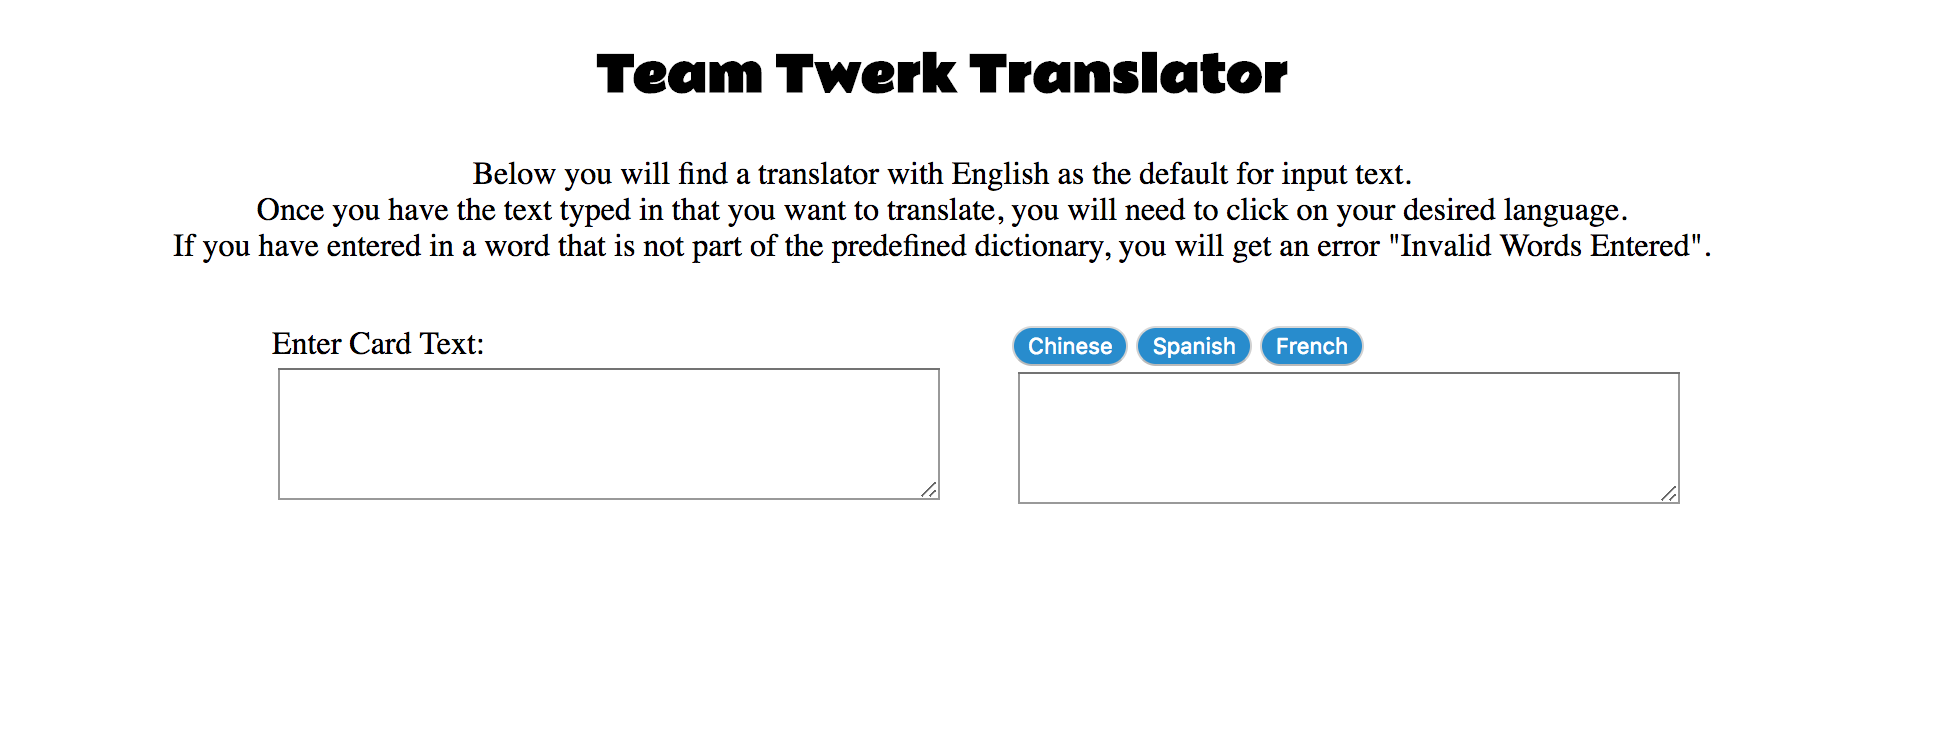 Team Twerk Translator
Below you will find a translator with English as the default for input text.
Once you have the text typed in that you want to translate, you will need to click on your desired language.
If you have entered in a word that is not part of the predefined dictionary, you will get an error "Invalid Words Entered".
Enter Card Text:
Chinese Spanish French